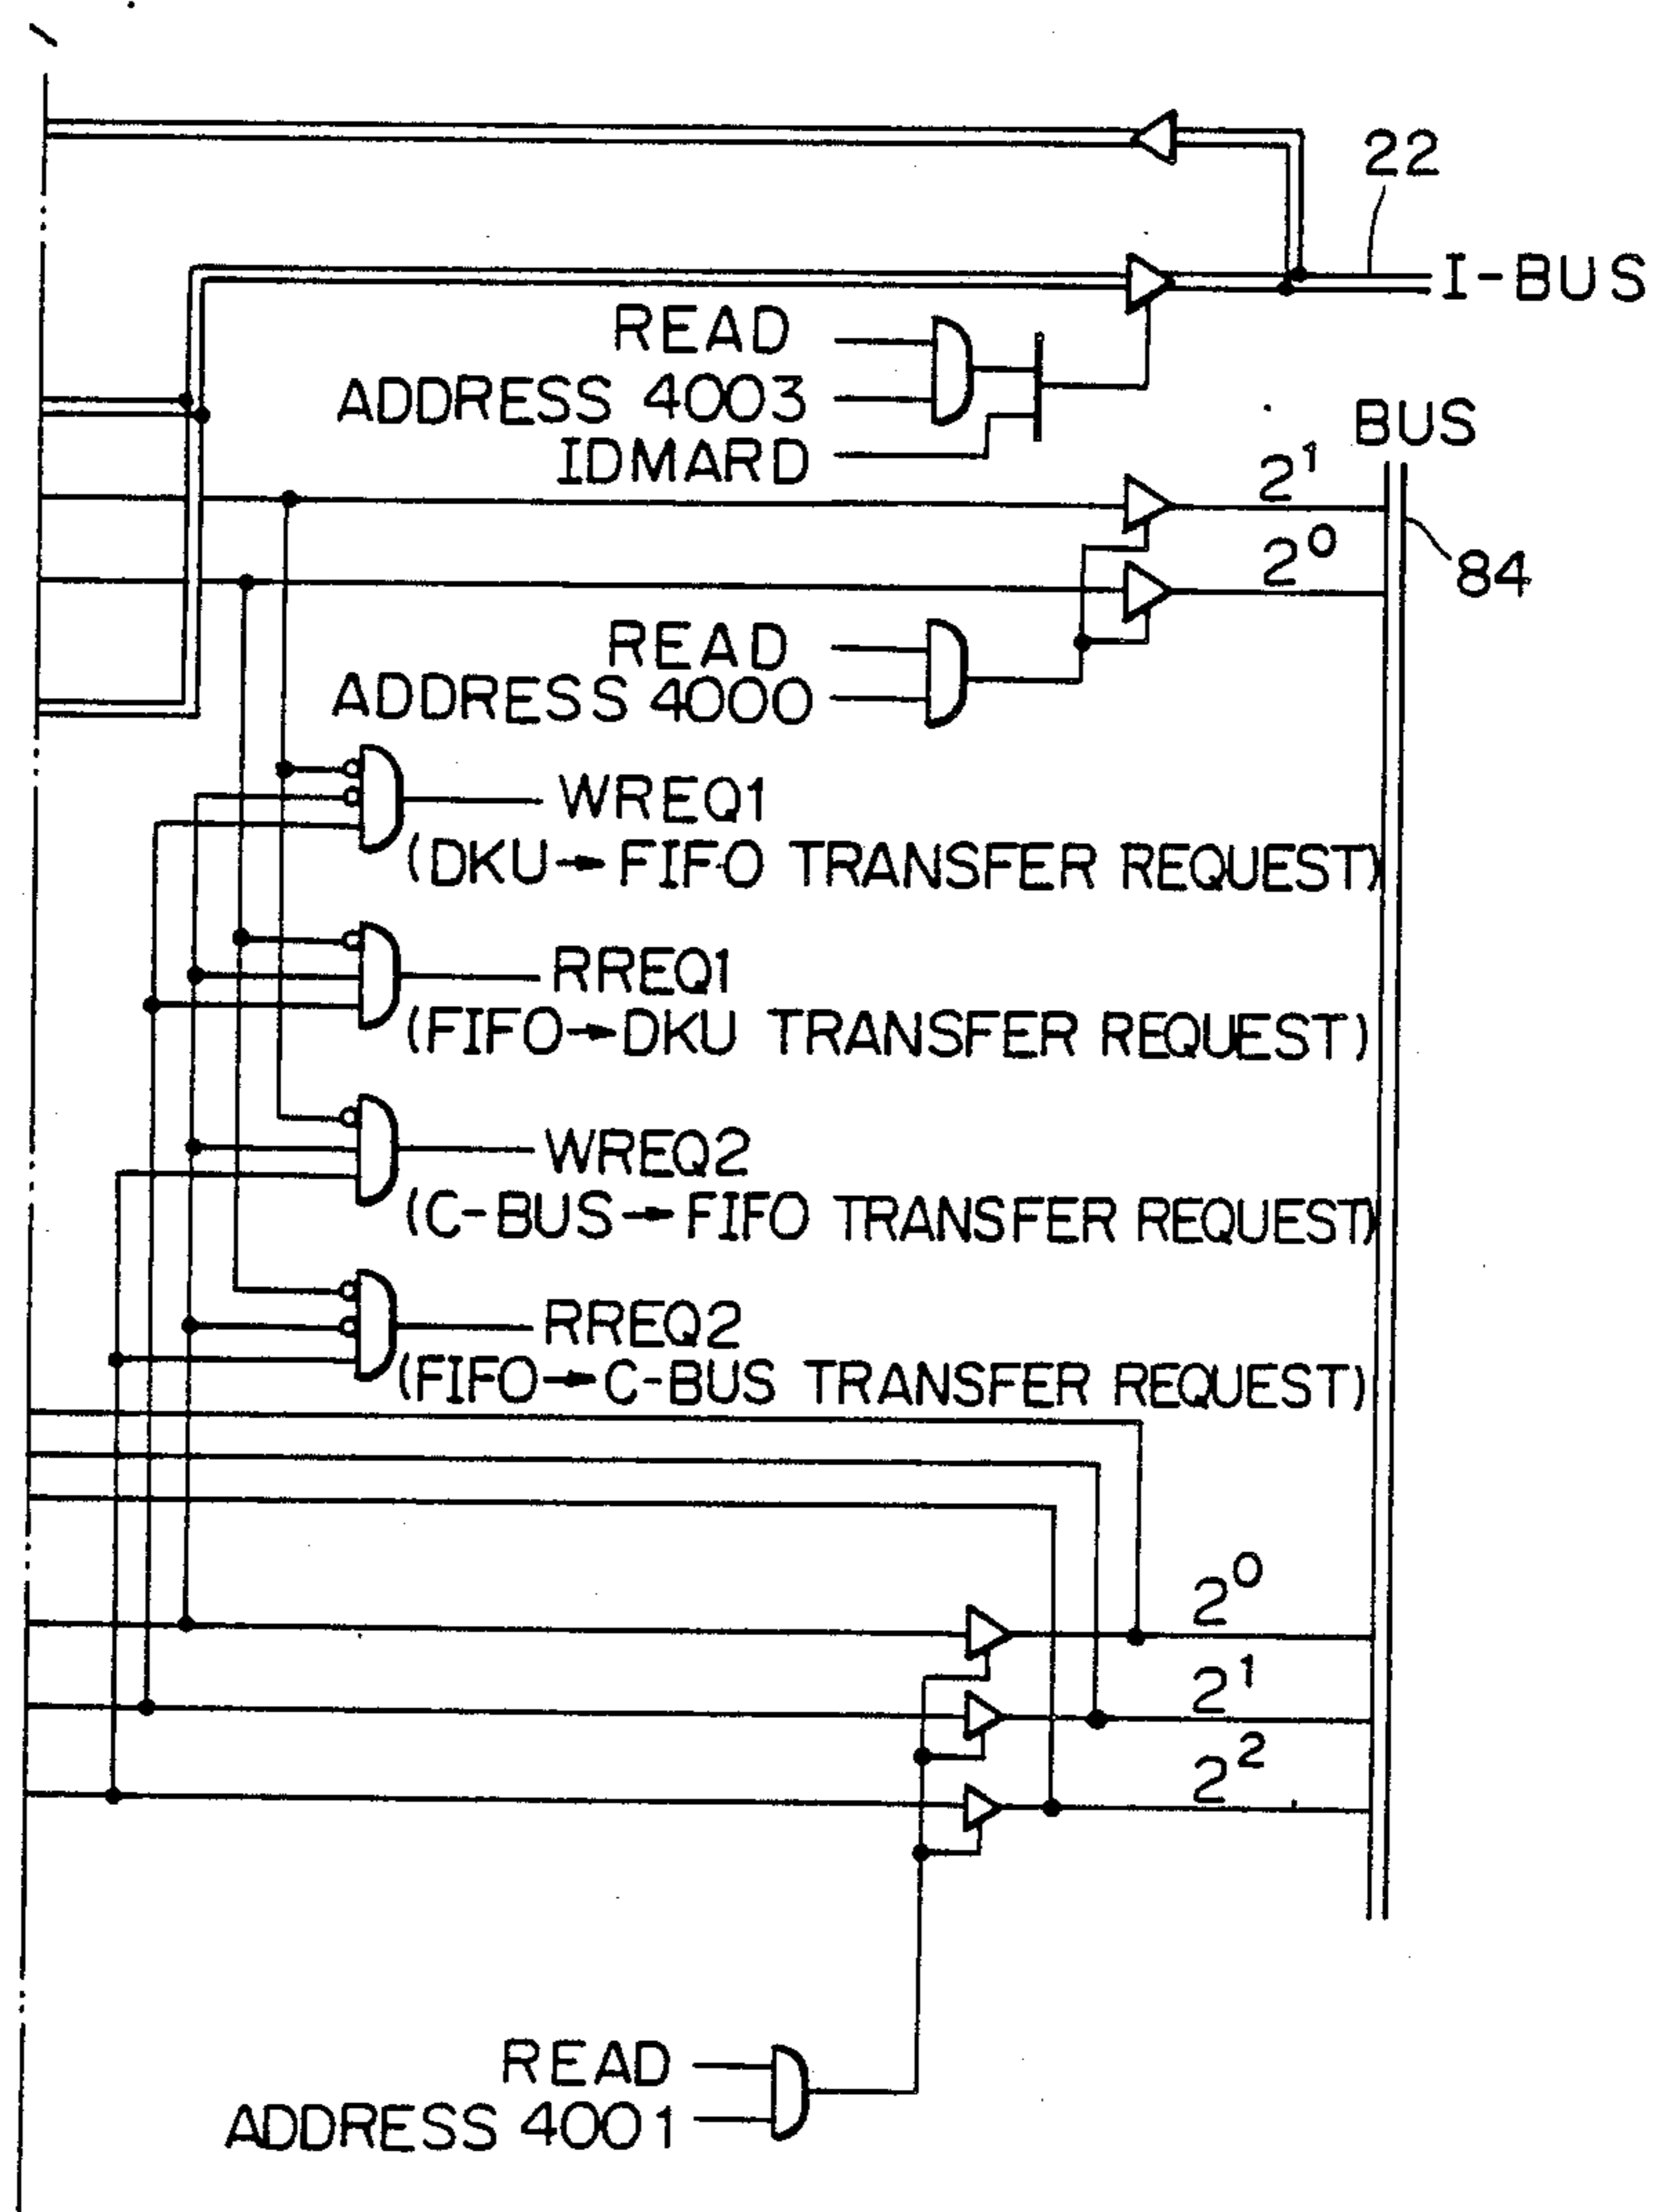 22
I-BUS
READ
ADDRESS 4003
IDMARD
BUS
2¹
2⁰
84
READ
ADDRESS 4000
WREQ1
(DKU→FIFO TRANSFER REQUEST)
RREQ1
(FIFO→DKU TRANSFER REQUEST)
WREQ2
(C-BUS→FIFO TRANSFER REQUEST)
RREQ2
(FIFO→C-BUS TRANSFER REQUEST)
2⁰
2¹
2²
READ
ADDRESS 4001